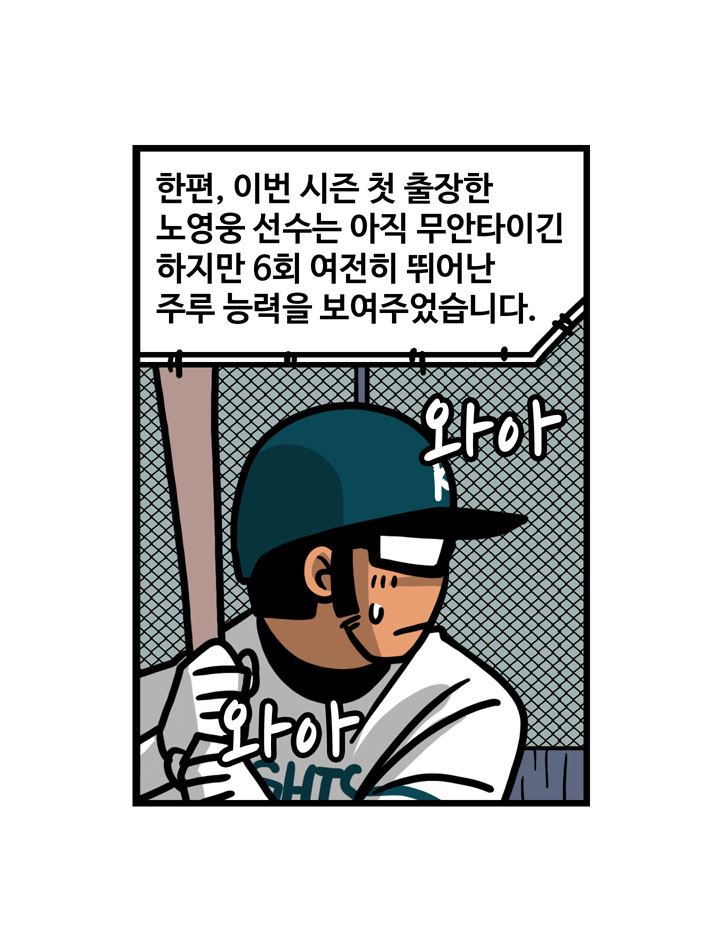 한편, 이번 시즌 첫 출장한
노영웅 선수는 아직 무안타이긴
하지만 6회 여전히 뛰어난
주루 능력을 보여주었습니다.
와아
K
와아
GHTS